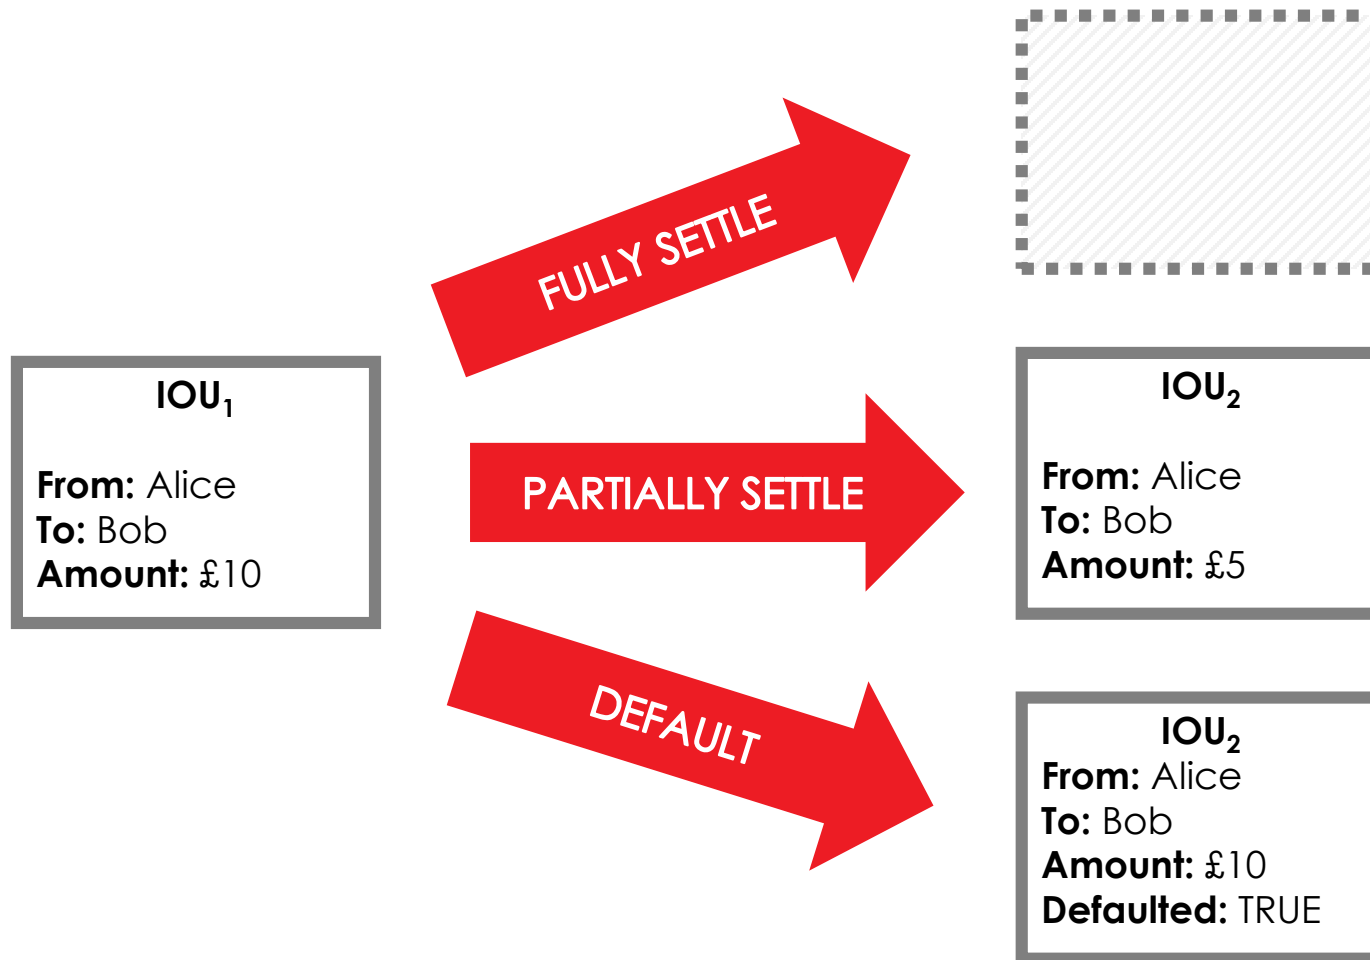 FULLY SETTLE
IOU₁
From: Alice
To: Bob
Amount: £10
PARTIALLY SETTLE
IOU₂
From: Alice
To: Bob
Amount: £5
DEFAULT
IOU₂
From: Alice
To: Bob
Amount: £10
Defaulted: TRUE